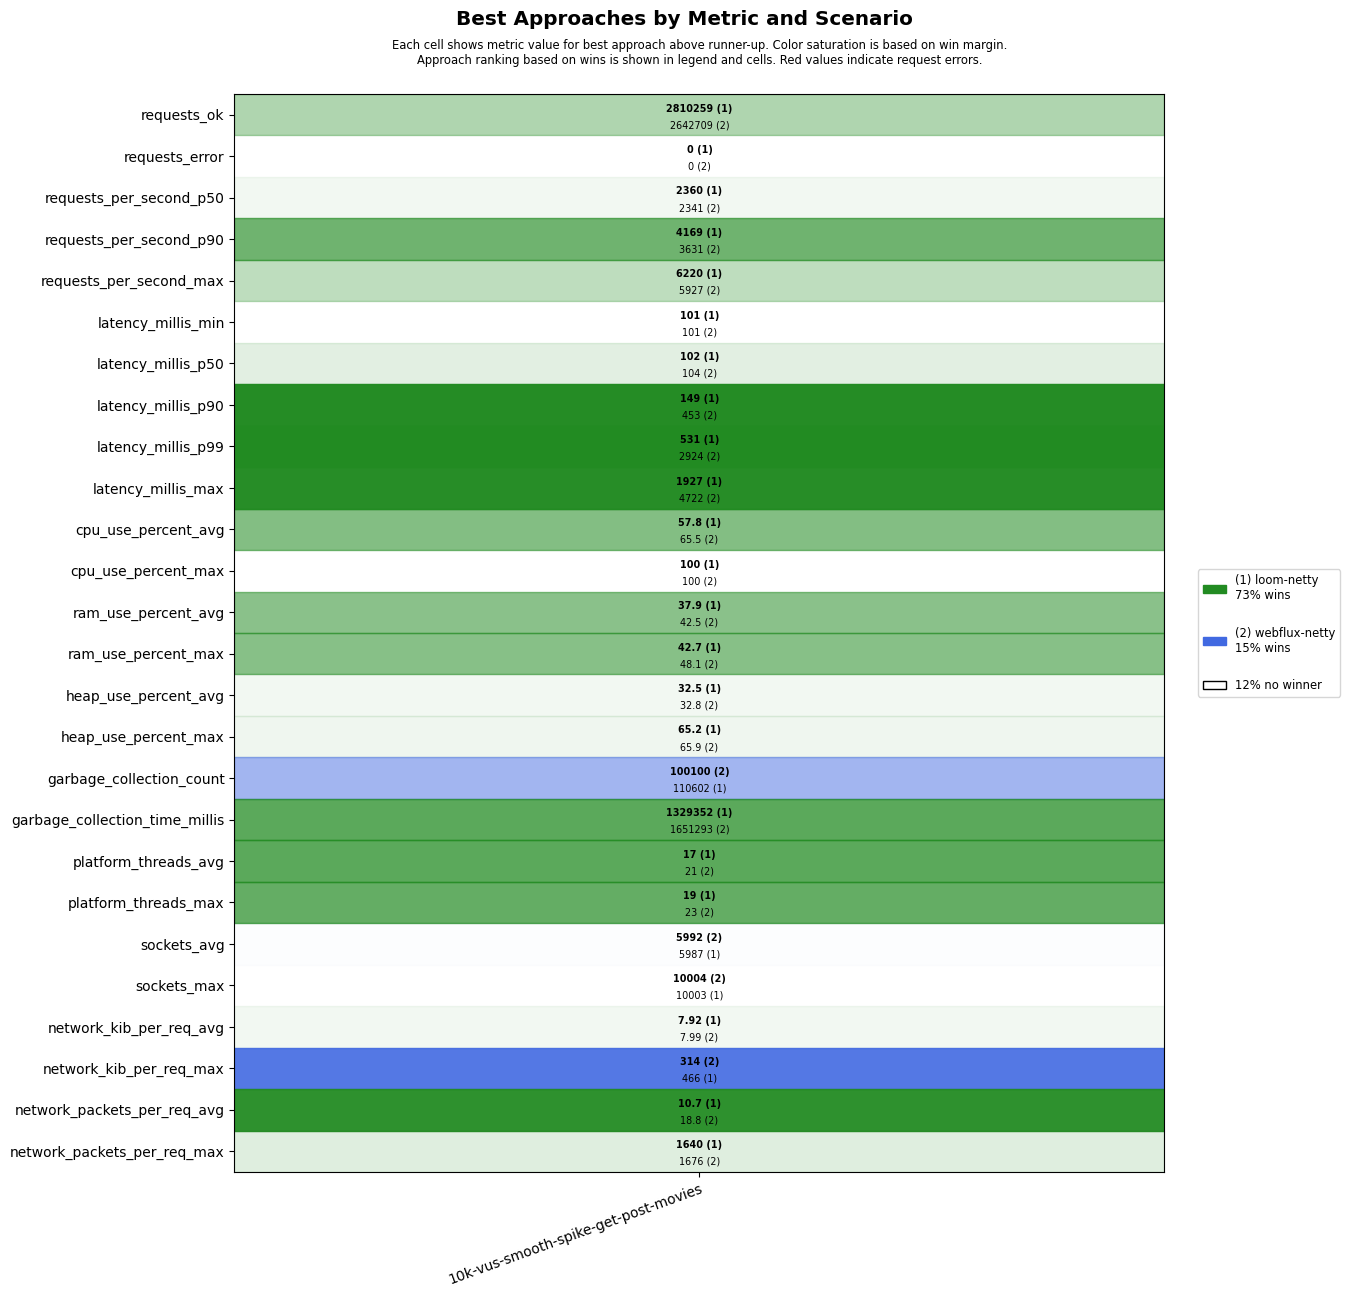 Best Approaches by Metric and Scenario
Each cell shows metric value for best approach above runner-up. Color saturation is based on win margin.
Approach ranking based on wins is shown in legend and cells. Red values indicate request errors.
requests_ok
2810259 (1)
2642709 (2)
requests_error
0 (1)
0 (2)
requests_per_second_p50
2360 (1)
2341 (2)
requests_per_second_p90
4169 (1)
3631 (2)
requests_per_second_max
6220 (1)
5927 (2)
latency_millis_min
101 (1)
101 (2)
latency_millis_p50
102 (1)
104 (2)
latency_millis_p90
149 (1)
453 (2)
latency_millis_p99
531 (1)
2924 (2)
latency_millis_max
1927 (1)
4722 (2)
cpu_use_percent_avg
57.8 (1)
65.5 (2)
cpu_use_percent_max
100 (1)
100 (2)
ram_use_percent_avg
37.9 (1)
42.5 (2)
ram_use_percent_max
42.7 (1)
48.1 (2)
heap_use_percent_avg
32.5 (1)
32.8 (2)
heap_use_percent_max
65.2 (1)
65.9 (2)
garbage_collection_count
100100 (2)
110602 (1)
garbage_collection_time_millis
1329352 (1)
1651293 (2)
platform_threads_avg
17 (1)
21 (2)
platform_threads_max
19 (1)
23 (2)
sockets_avg
5992 (2)
5987 (1)
sockets_max
10004 (2)
10003 (1)
network_kib_per_req_avg
7.92 (1)
7.99 (2)
network_kib_per_req_max
314 (2)
466 (1)
network_packets_per_req_avg
10.7 (1)
18.8 (2)
network_packets_per_req_max
1640 (1)
1676 (2)
10k-vus-smooth-spike-get-post-movies
(1) loom-netty
73% wins
(2) webflux-netty
15% wins
12% no winner